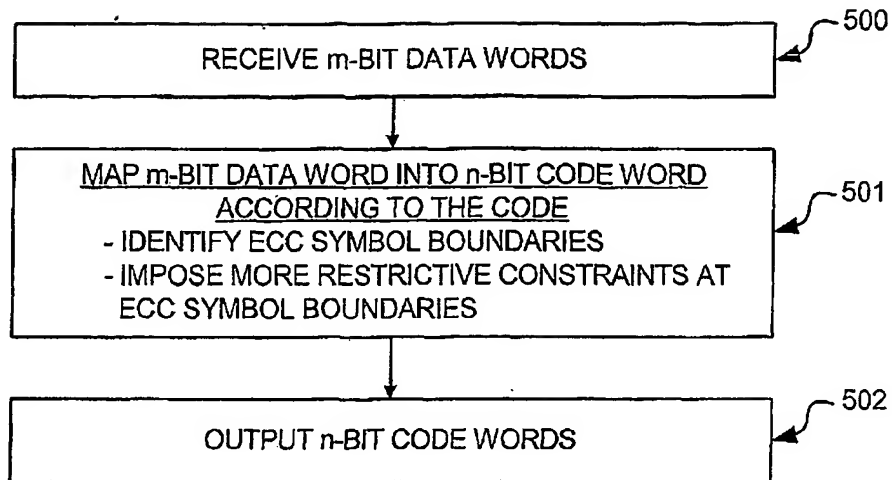 500
RECEIVE m-BIT DATA WORDS
MAP m-BIT DATA WORD INTO n-BIT CODE WORD
ACCORDING TO THE CODE
- IDENTIFY ECC SYMBOL BOUNDARIES
- IMPOSE MORE RESTRICTIVE CONSTRAINTS AT
ECC SYMBOL BOUNDARIES
501
502
OUTPUT n-BIT CODE WORDS